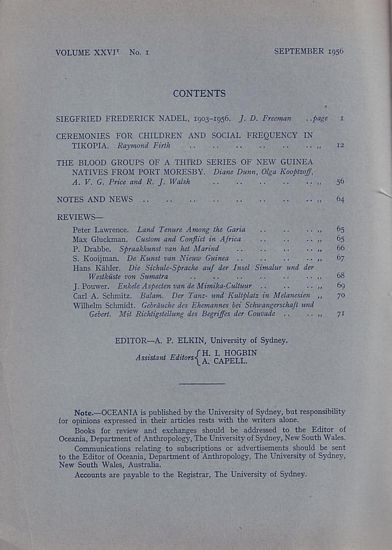 VOLUME XXVII No. 1 SEPTEMBER 1956
CONTENTS
SIEGFRIED FREDERICK NADEL, 1903-1956. J. D. Freeman .. page 1
CEREMONIES FOR CHILDREN AND SOCIAL FREQUENCY IN
TIKOPIA. Raymond Firth .. .. .. .. .. .. „ 12
THE BLOOD GROUPS OF A THIRD SERIES OF NEW GUINEA
NATIVES FROM PORT MORESBY. Diane Dunn, Olga Kooptzoff,
A. V. G. Price and R. J. Walsh .. .. .. .. .. „ 56
NOTES AND NEWS .. .. .. .. .. .. .. „ 64
REVIEWS—
Peter Lawrence. Land Tenure Among the Garia .. .. .. „ 65
Max Gluckman. Custom and Conflict in Africa .. .. .. „ 65
P. Drabbe. Spraakkunst van het Marind .. .. .. „ 66
S. Kooijman. De Kunst van Nieuw Guinea .. .. .. „ 67
Hans Kähler. Die Sichule-Sprache auf der Insel Simalur und der
Westküste von Sumatra .. .. .. .. .. „ 68
J. Pouwer. Enkele Aspecten van de Mimika-Cultuur .. .. „ 69
Carl A. Schmitz. Balam. Der Tanz- und Kultplatz in Melanesien „ 70
Wilhelm Schmidt. Gebräuche des Ehemannes bei Schwangerschaft und
Gebert. Mit Richtigstellung des Begriffes der Couvade .. .. „ 71
EDITOR—A. P. ELKIN, University of Sydney.
Assistant Editors { H. I. HOGBIN
A. CAPELL.
Note.—OCEANIA is published by the University of Sydney, but responsibility
for opinions expressed in their articles rests with the writers alone.
Books for review and exchanges should be addressed to the Editor of
Oceania, Department of Anthropology, The University of Sydney, New South Wales.
Communications relating to subscriptions or advertisements should be sent
to the Editor of Oceania, Department of Anthropology, The University of Sydney,
New South Wales, Australia.
Accounts are payable to the Registrar, The University of Sydney.